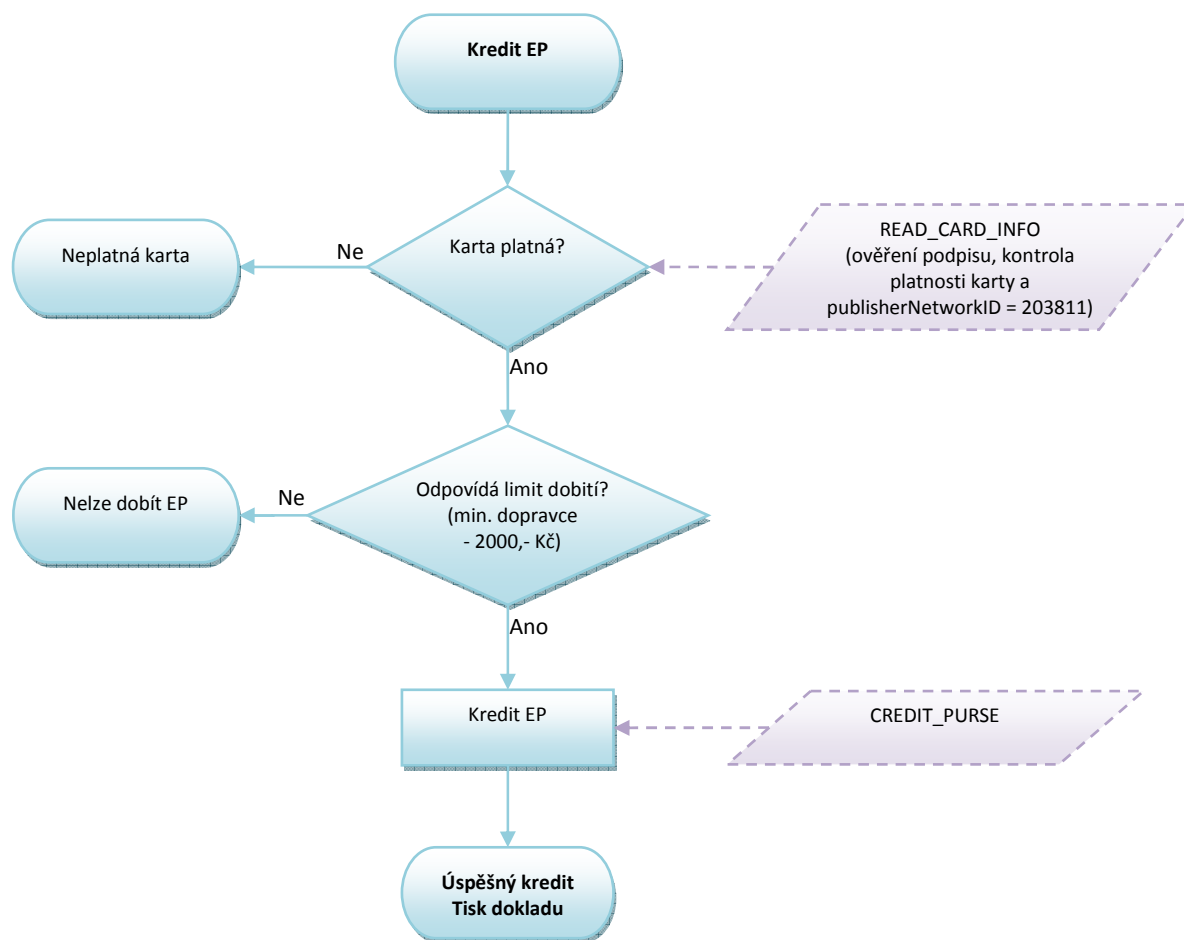 Kredit EP
Neplatná karta
Ne
Karta platná?
READ_CARD_INFO
(ověření podpisu, kontrola
platnosti karty a
publisherNetworkID = 203811)
Ano
Nelze dobít EP
Ne
Odpovídá limit dobití?
(min. dopravce
- 2000,- Kč)
Ano
Kredit EP
CREDIT_PURSE
Úspěšný kredit
Tisk dokladu